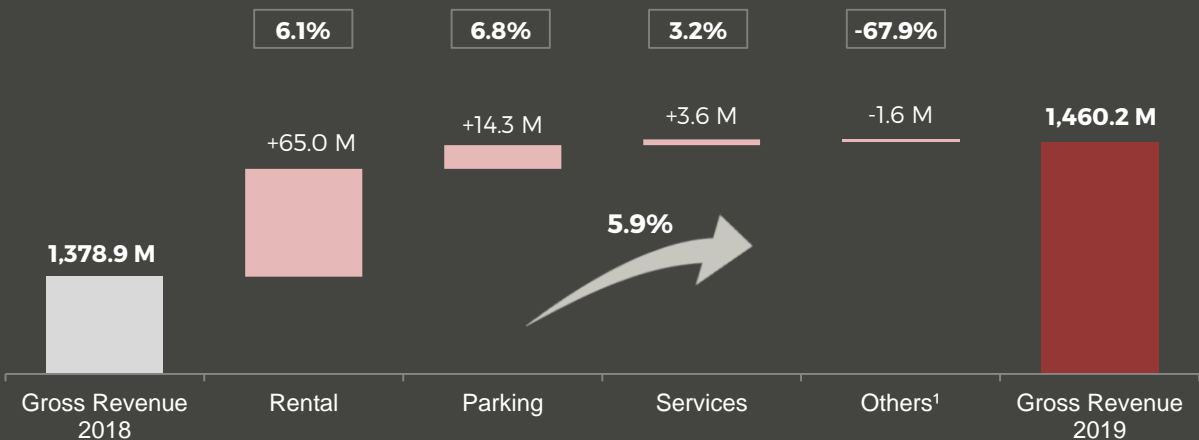 6.1%
6.8%
3.2%
-67.9%
+65.0 M
+14.3 M
+3.6 M
-1.6 M
1,460.2 M
5.9%
1,378.9 M
Gross Revenue
2018
Rental
Parking
Services
Others¹
Gross Revenue
2019